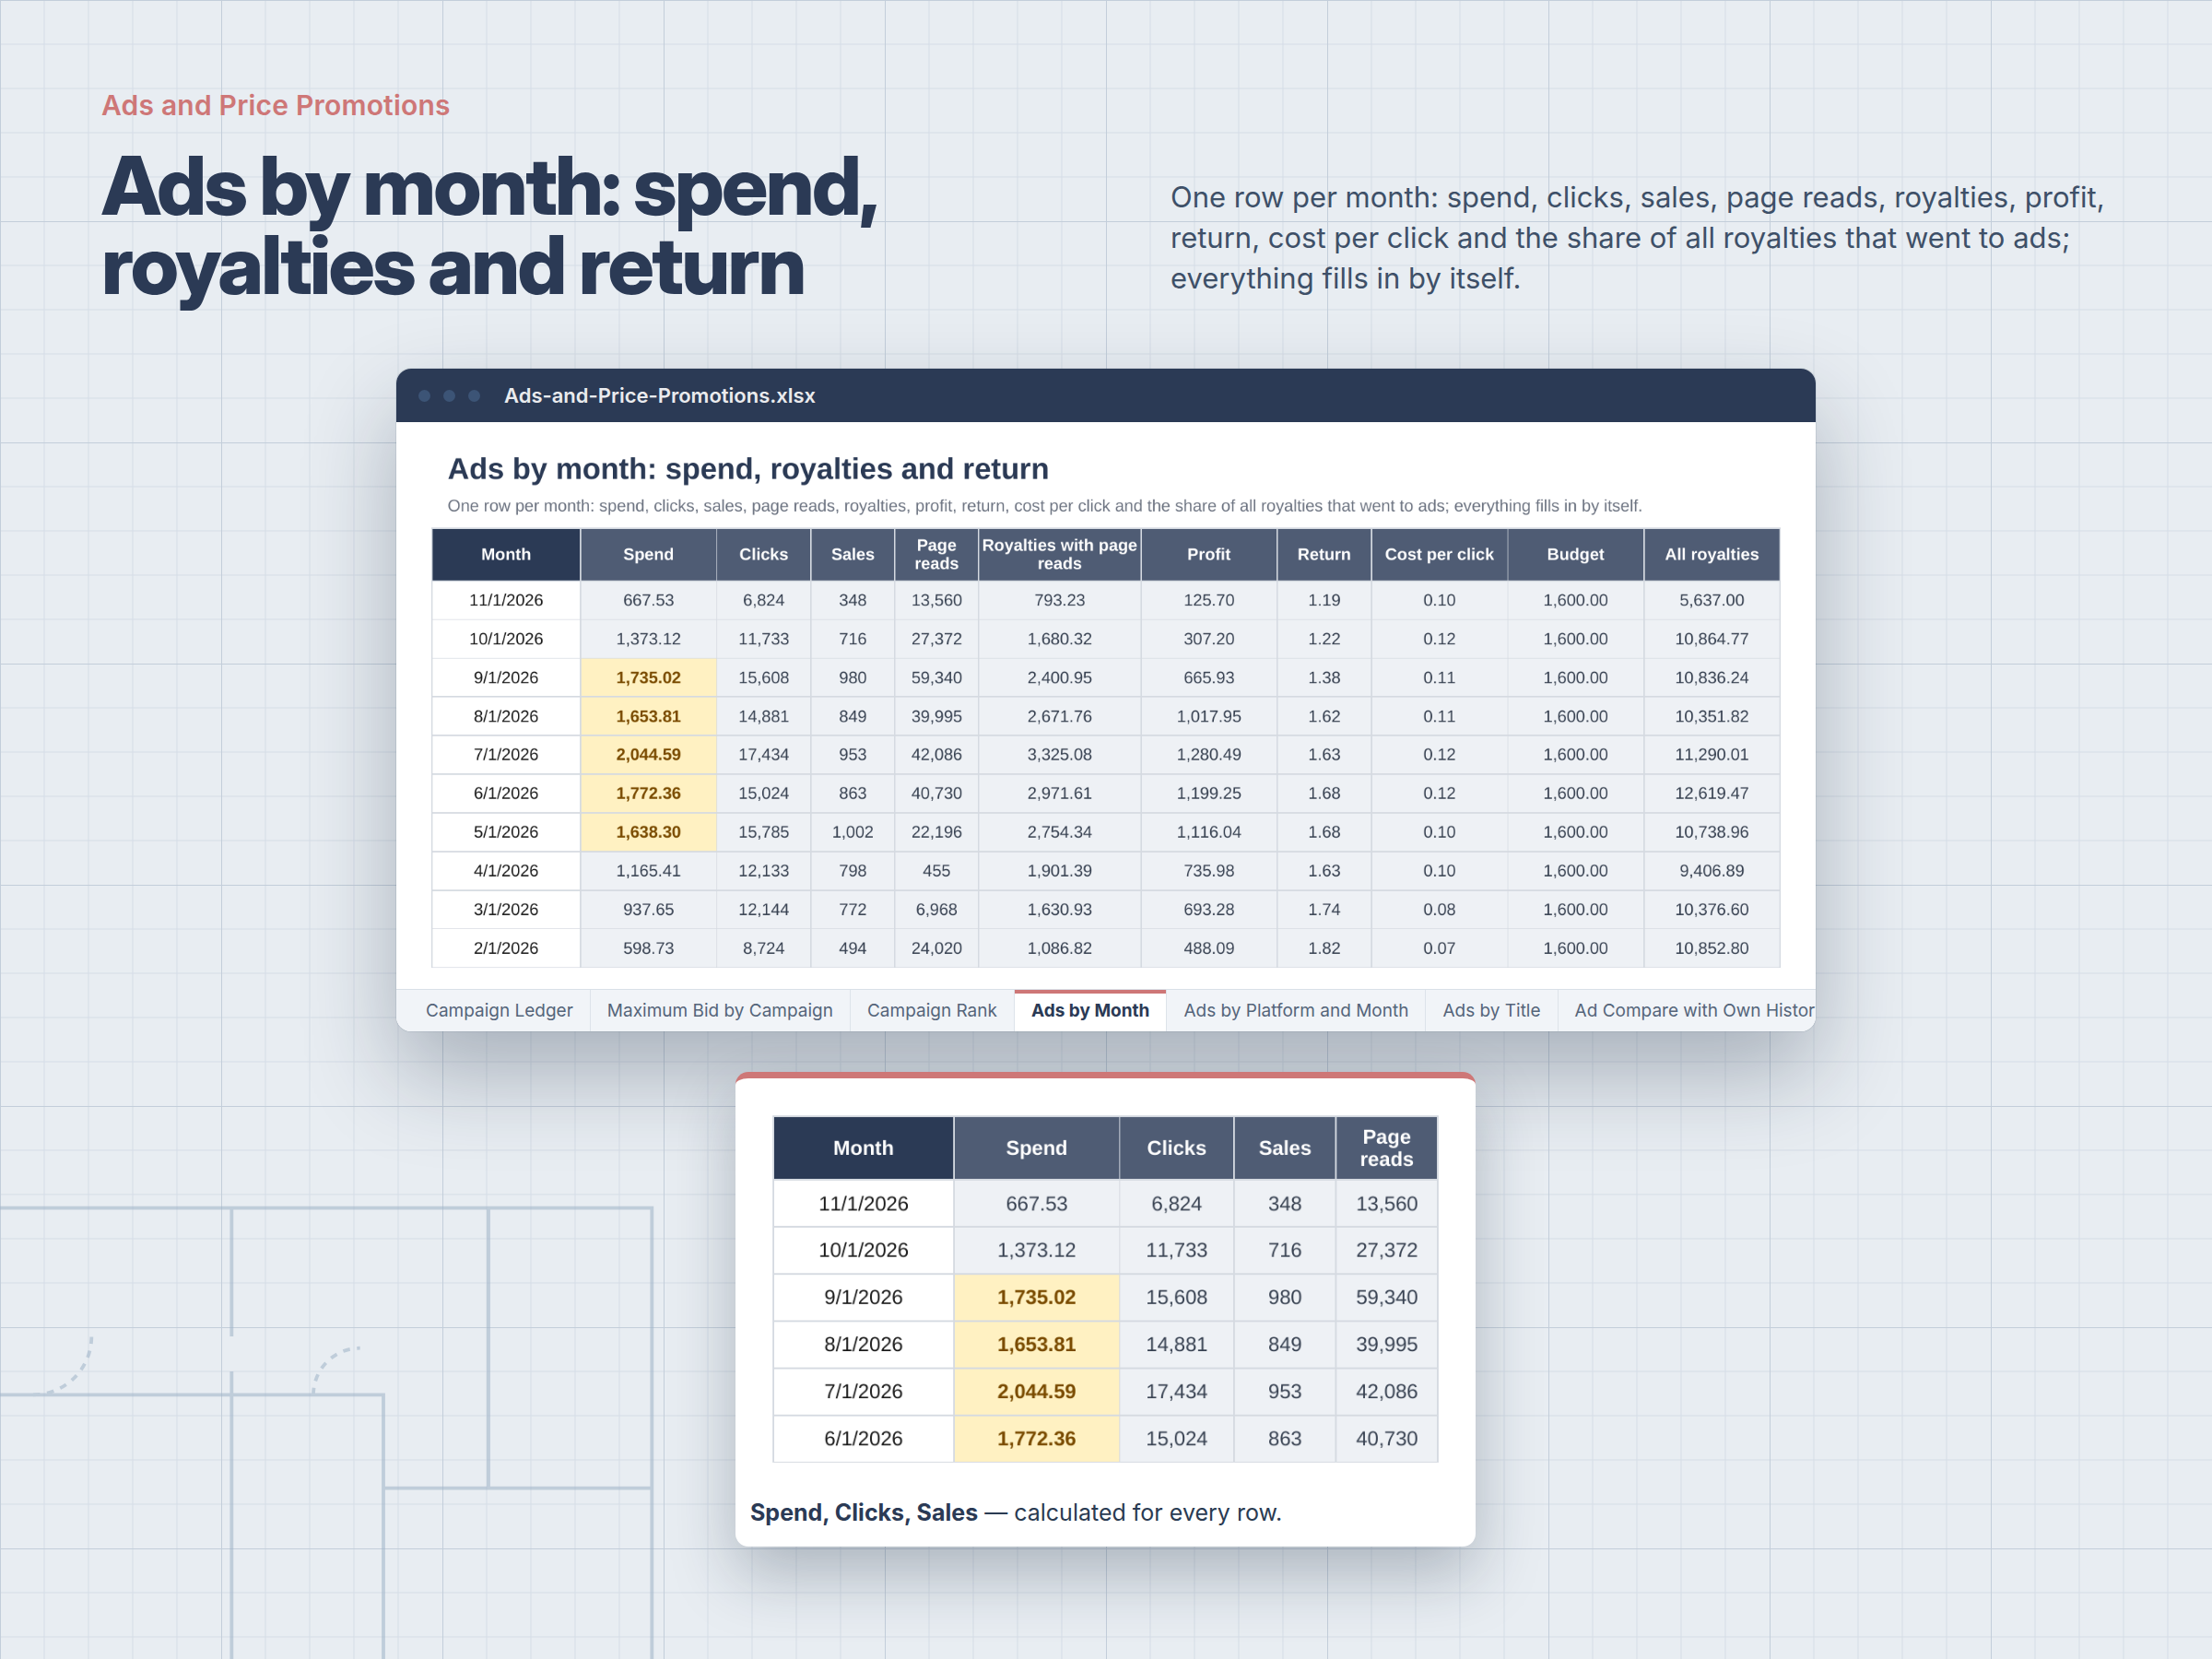 Ads and Price Promotions
Ads by month: spend,
royalties and return
One row per month: spend, clicks, sales, page reads, royalties, profit,
return, cost per click and the share of all royalties that went to ads;
everything fills in by itself.
Ads-and-Price-Promotions.xlsx
Ads by month: spend, royalties and return
One row per month: spend, clicks, sales, page reads, royalties, profit, return, cost per click and the share of all royalties that went to ads; everything fills in by itself.
Month Spend Clicks Sales Page reads Royalties with page reads Profit Return Cost per click Budget All royalties
11/1/2026 667.53 6,824 348 13,560 793.23 125.70 1.19 0.10 1,600.00 5,637.00
10/1/2026 1,373.12 11,733 716 27,372 1,680.32 307.20 1.22 0.12 1,600.00 10,864.77
9/1/2026 1,735.02 15,608 980 59,340 2,400.95 665.93 1.38 0.11 1,600.00 10,836.24
8/1/2026 1,653.81 14,881 849 39,995 2,671.76 1,017.95 1.62 0.11 1,600.00 10,351.82
7/1/2026 2,044.59 17,434 953 42,086 3,325.08 1,280.49 1.63 0.12 1,600.00 11,290.01
6/1/2026 1,772.36 15,024 863 40,730 2,971.61 1,199.25 1.68 0.12 1,600.00 12,619.47
5/1/2026 1,638.30 15,785 1,002 22,196 2,754.34 1,116.04 1.68 0.10 1,600.00 10,738.96
4/1/2026 1,165.41 12,133 798 455 1,901.39 735.98 1.63 0.10 1,600.00 9,406.89
3/1/2026 937.65 12,144 772 6,968 1,630.93 693.28 1.74 0.08 1,600.00 10,376.60
2/1/2026 598.73 8,724 494 24,020 1,086.82 488.09 1.82 0.07 1,600.00 10,852.80
Campaign Ledger Maximum Bid by Campaign Campaign Rank Ads by Month Ads by Platform and Month Ads by Title Ad Compare with Own Histor
Month Spend Clicks Sales Page reads
11/1/2026 667.53 6,824 348 13,560
10/1/2026 1,373.12 11,733 716 27,372
9/1/2026 1,735.02 15,608 980 59,340
8/1/2026 1,653.81 14,881 849 39,995
7/1/2026 2,044.59 17,434 953 42,086
6/1/2026 1,772.36 15,024 863 40,730
Spend, Clicks, Sales — calculated for every row.